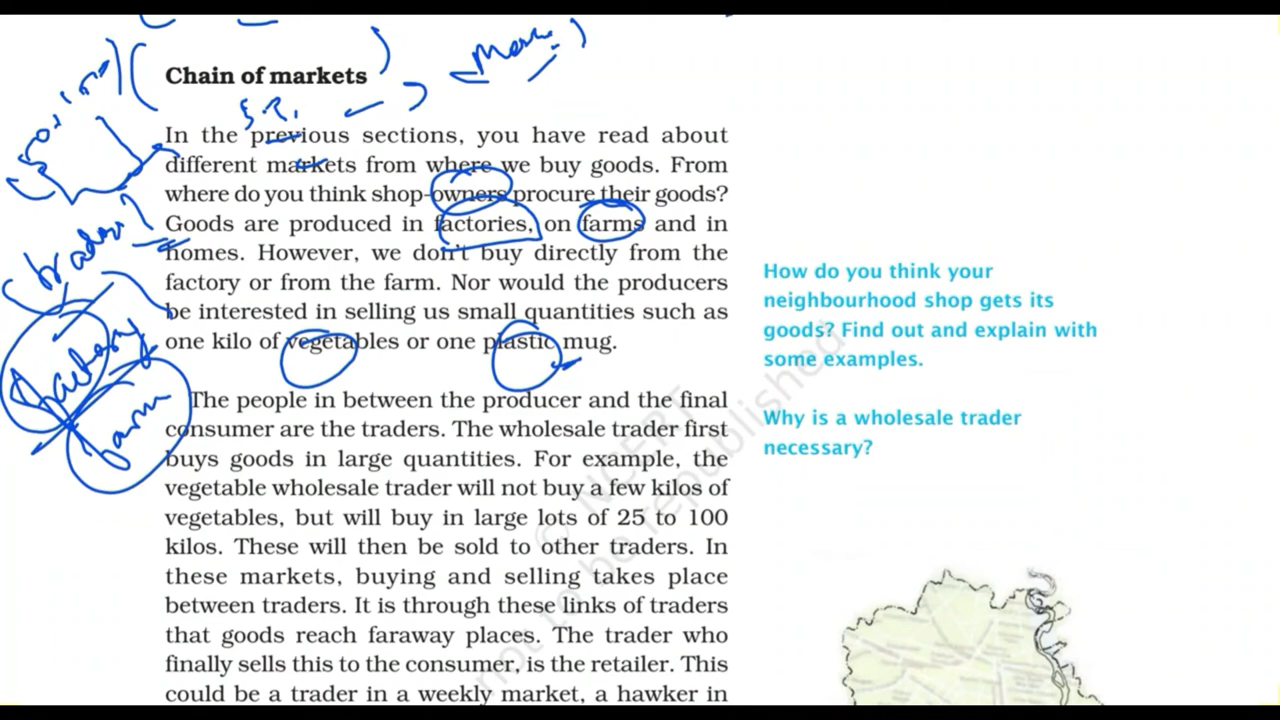 Chain of markets
In the previous sections, you have read about
different markets from where we buy goods. From
where do you think shop-owners procure their goods?
Goods are produced in factories, on farms and in
homes. However, we don't buy directly from the
factory or from the farm. Nor would the producers
be interested in selling us small quantities such as
one kilo of vegetables or one plastic mug.
The people in between the producer and the final
consumer are the traders. The wholesale trader first
buys goods in large quantities. For example, the
vegetable wholesale trader will not buy a few kilos of
vegetables, but will buy in large lots of 25 to 100
kilos. These will then be sold to other traders. In
these markets, buying and selling takes place
between traders. It is through these links of traders
that goods reach faraway places. The trader who
finally sells this to the consumer, is the retailer. This
could be a trader in a weekly market, a hawker in
How do you think your
neighbourhood shop gets its
goods? Find out and explain with
some examples.
Why is a wholesale trader
necessary?
factory
farm
© NCERT
not to be republished